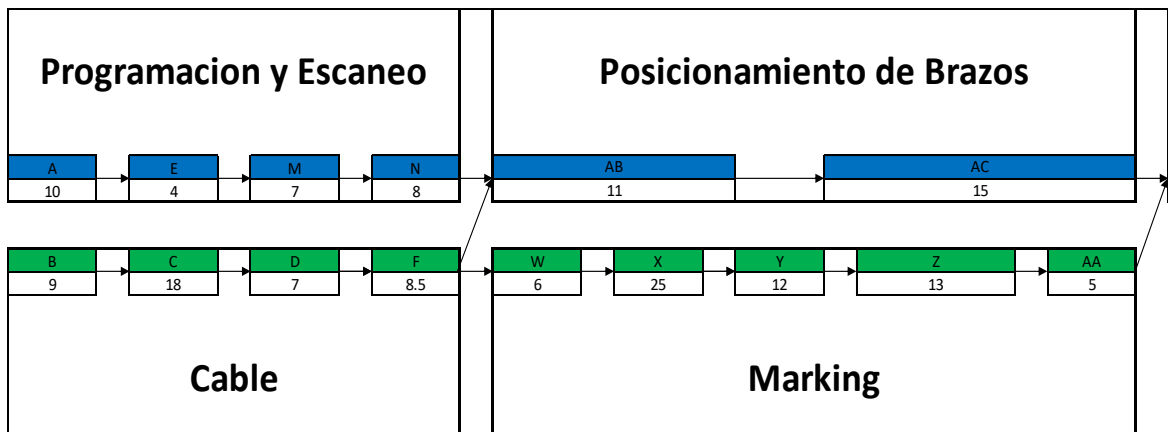 Programacion y Escaneo
Posicionamiento de Brazos
A
E
M
N
AB
AC
10
4
7
8
11
15
B
C
D
F
W
X
Y
Z
AA
9
18
7
8.5
6
25
12
13
5
Cable
Marking